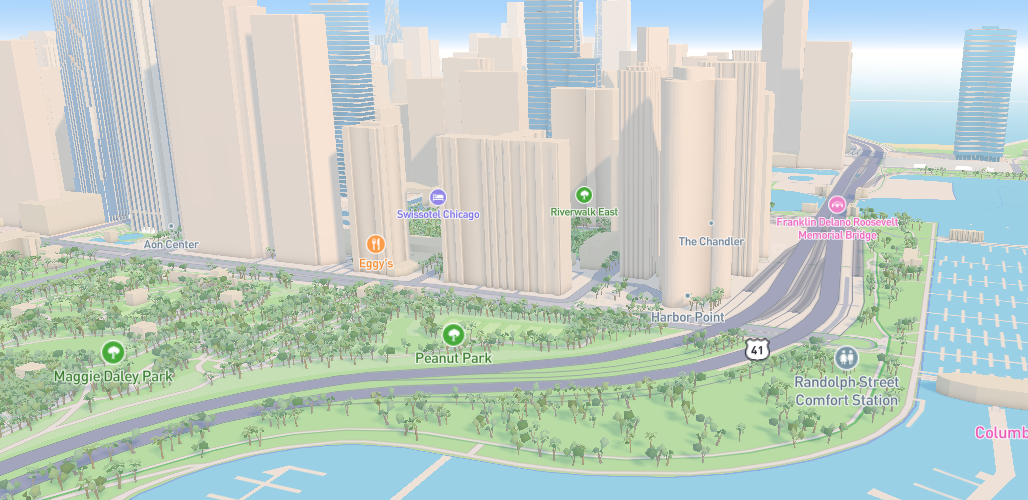 Swissotel Chicago
Riverwalk East
Franklin Delano Roosevelt
Memorial Bridge
Aon Center
The Chandler
Eggy's
Harbor Point
41
Peanut Park
Maggie Daley Park
Randolph Street
Comfort Station
Columb